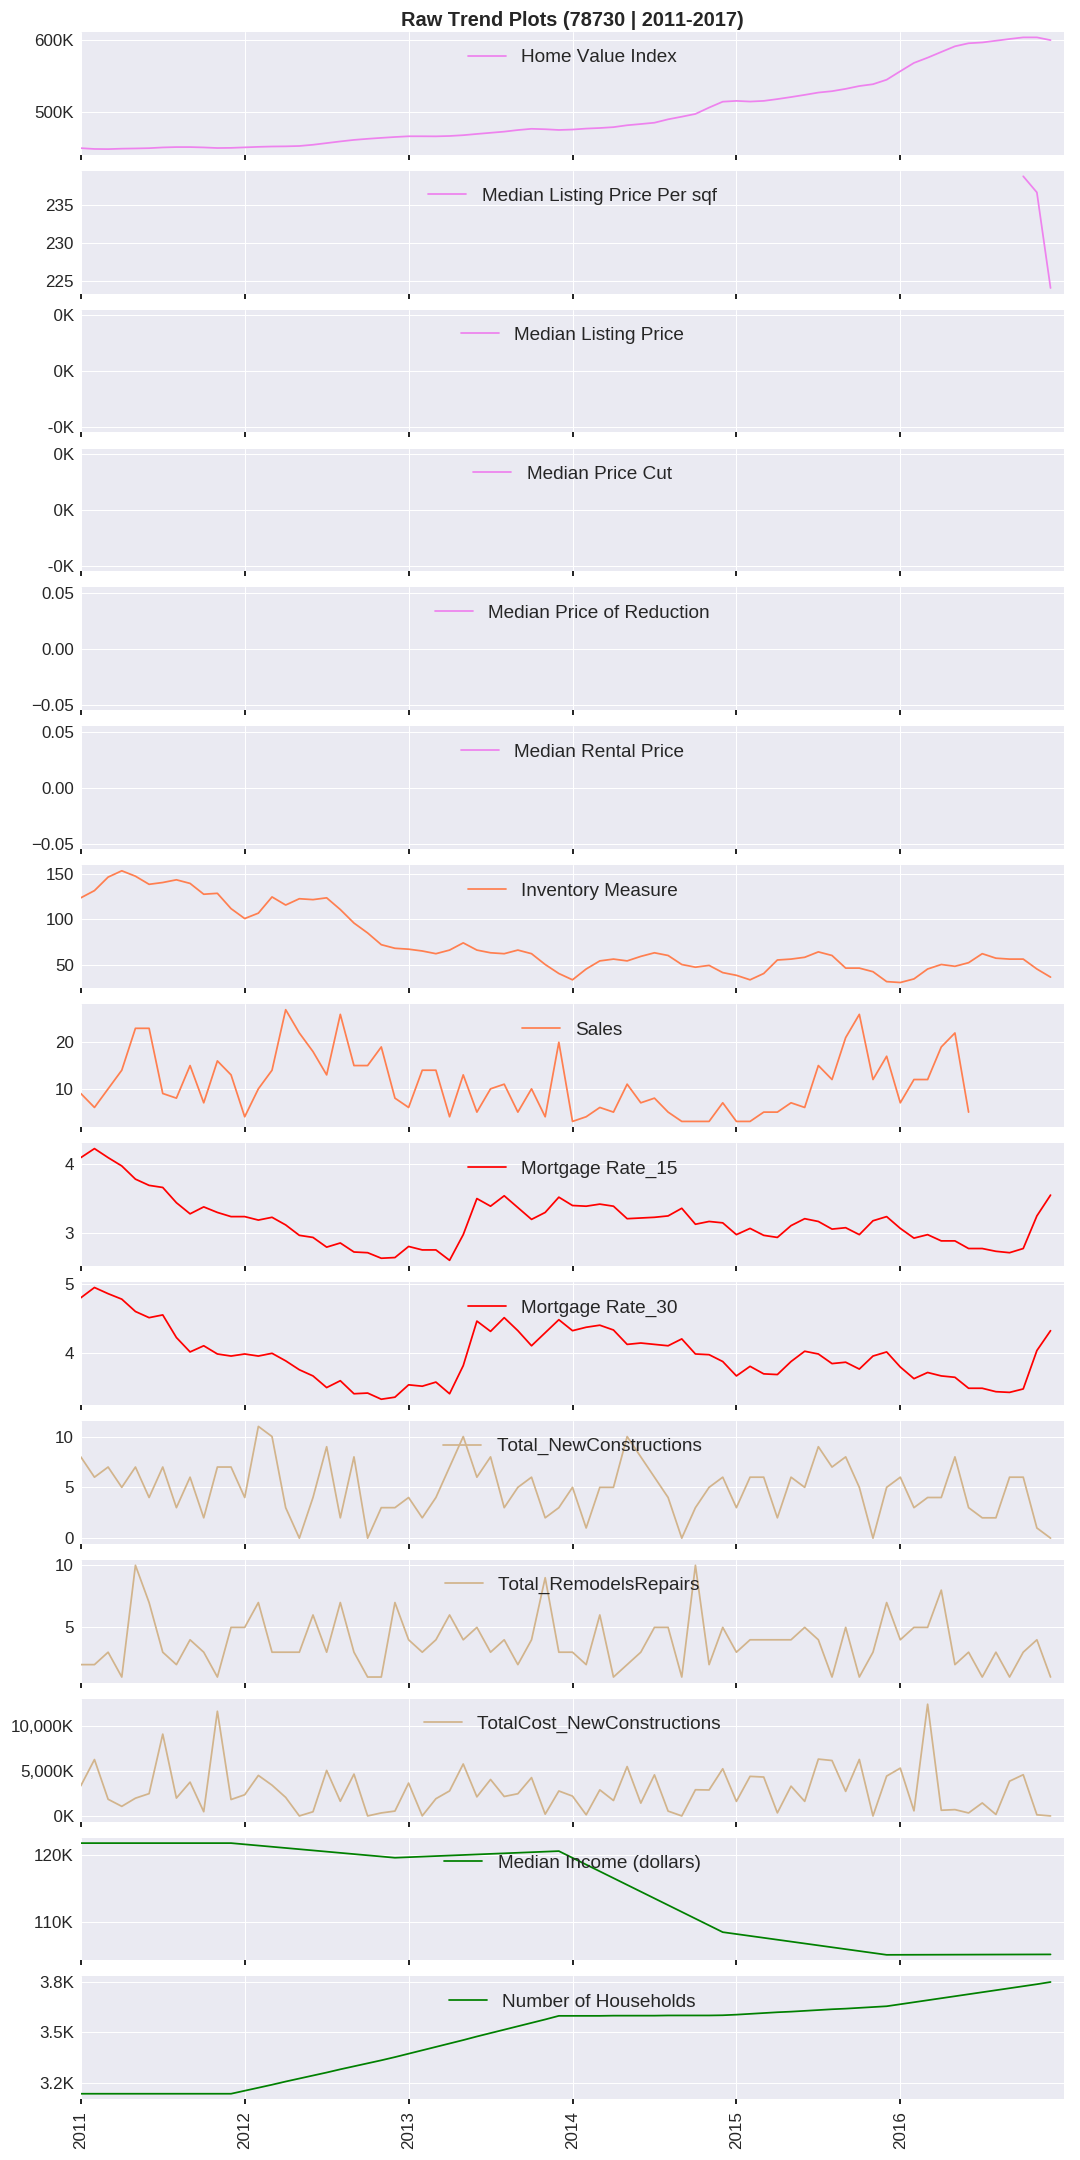 Raw Trend Plots (78730 | 2011-2017)
600K
500K
Home Value Index
235
230
225
Median Listing Price Per sqf
0K
0K
-0K
Median Listing Price
0K
0K
-0K
Median Price Cut
0.05
0.00
−0.05
Median Price of Reduction
0.05
0.00
−0.05
Median Rental Price
150
100
50
Inventory Measure
20
10
Sales
4
3
Mortgage Rate_15
5
4
Mortgage Rate_30
10
5
0
Total_NewConstructions
10
5
Total_RemodelsRepairs
10,000K
5,000K
0K
TotalCost_NewConstructions
120K
110K
Median Income (dollars)
3.8K
3.5K
3.2K
Number of Households
2011
2012
2013
2014
2015
2016